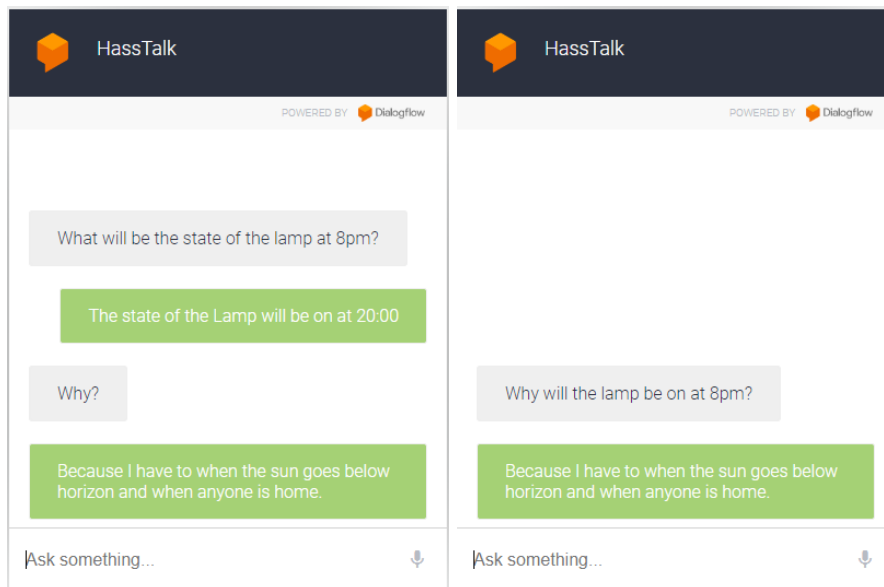 HassTalk
POWERED BY Dialogflow
What will be the state of the lamp at 8pm?
The state of the Lamp will be on at 20:00
Why?
Because I have to when the sun goes below
horizon and when anyone is home.
Ask something...
HassTalk
POWERED BY Dialogflow
Why will the lamp be on at 8pm?
Because I have to when the sun goes below
horizon and when anyone is home.
Ask something...